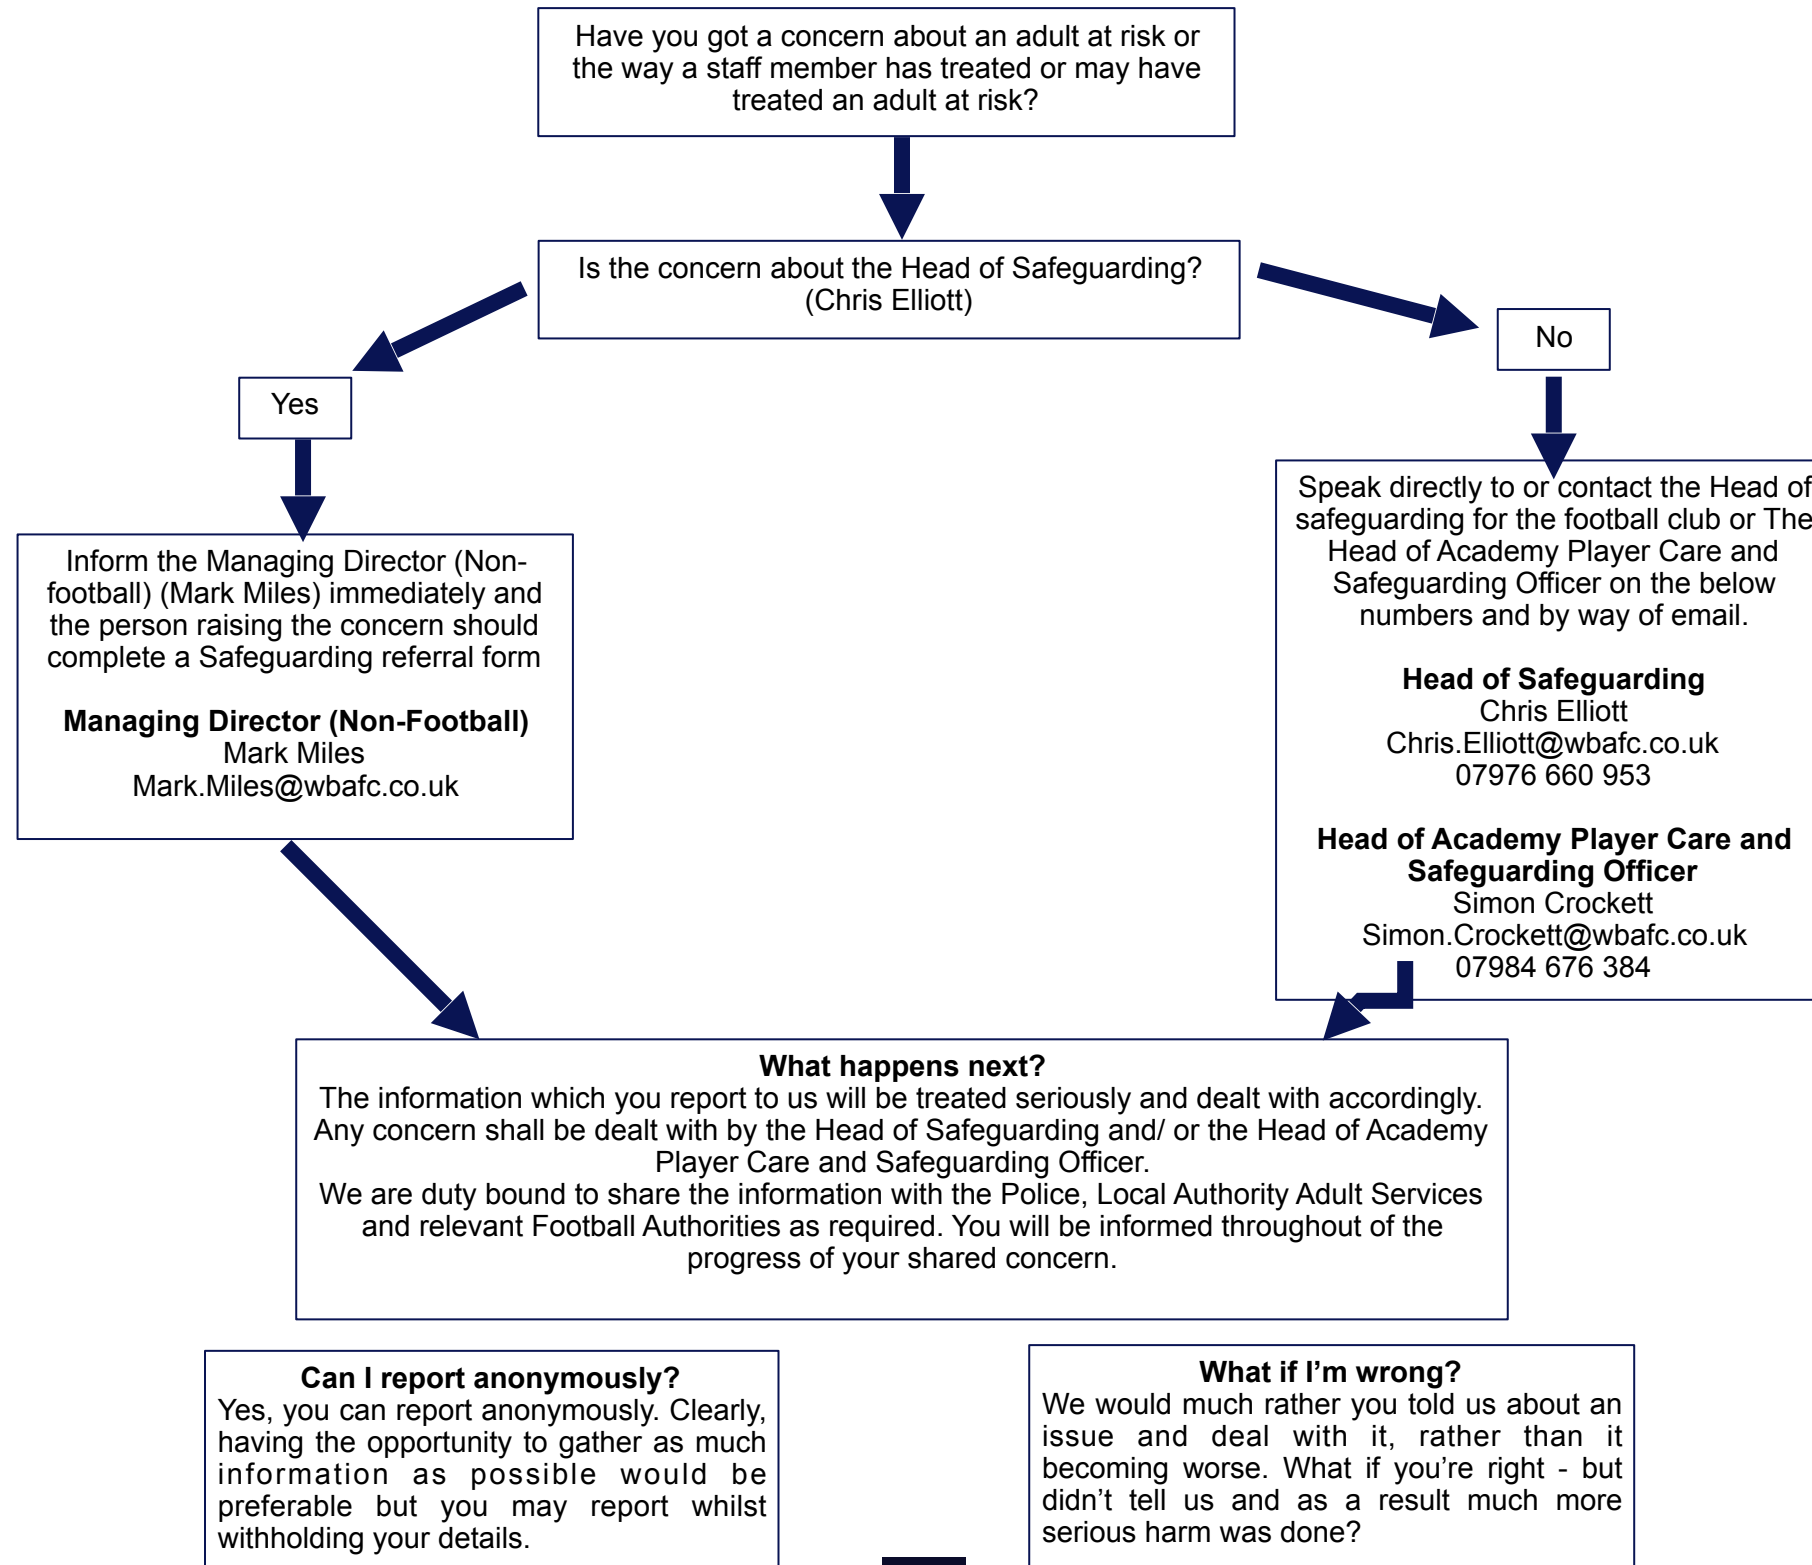 Have you got a concern about an adult at risk or
the way a staff member has treated or may have
treated an adult at risk?
Is the concern about the Head of Safeguarding?
(Chris Elliott)
Yes
No
Inform the Managing Director (Non-
football) (Mark Miles) immediately and
the person raising the concern should
complete a Safeguarding referral form
Managing Director (Non-Football)
Mark Miles
Mark.Miles@wbafc.co.uk
Speak directly to or contact the Head of
safeguarding for the football club or The
Head of Academy Player Care and
Safeguarding Officer on the below
numbers and by way of email.
Head of Safeguarding
Chris Elliott
Chris.Elliott@wbafc.co.uk
07976 660 953
Head of Academy Player Care and
Safeguarding Officer
Simon Crockett
Simon.Crockett@wbafc.co.uk
07984 676 384
What happens next?
The information which you report to us will be treated seriously and dealt with accordingly.
Any concern shall be dealt with by the Head of Safeguarding and/ or the Head of Academy
Player Care and Safeguarding Officer.
We are duty bound to share the information with the Police, Local Authority Adult Services
and relevant Football Authorities as required. You will be informed throughout of the
progress of your shared concern.
Can I report anonymously?
Yes, you can report anonymously. Clearly,
having the opportunity to gather as much
information as possible would be
preferable but you may report whilst
withholding your details.
What if I'm wrong?
We would much rather you told us about an
issue and deal with it, rather than it
becoming worse. What if you're right - but
didn't tell us and as a result much more
serious harm was done?